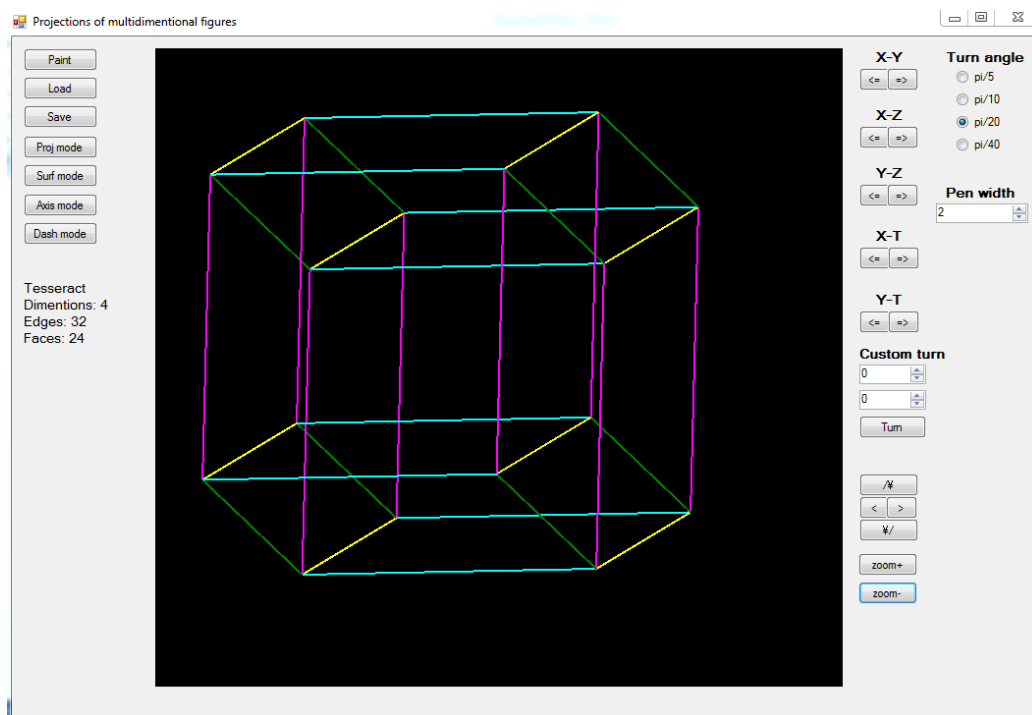 Projections of multidimentional figures
Paint
Load
Save
Proj mode
Surf mode
Axis mode
Dash mode
Tesseract
Dimentions: 4
Edges: 32
Faces: 24
X-Y
<= =>
X-Z
<= =>
Y-Z
<= =>
X-T
<= =>
Y-T
<= =>
Custom turn
0
0
Turn
/¥
< >
¥/
zoom+
zoom-
Turn angle
pi/5
pi/10
pi/20
pi/40
Pen width
2